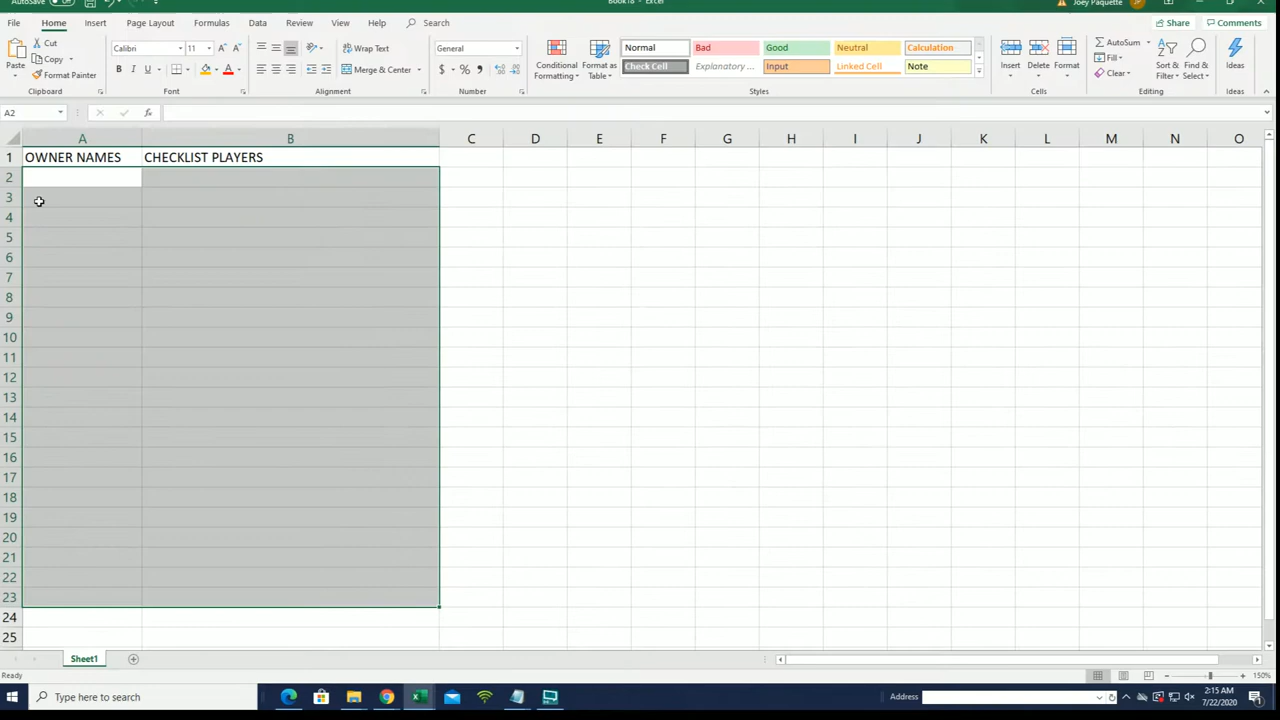 AutoSave Off Book18 - Excel Joey Paquette
File Home Insert Page Layout Formulas Data Review View Help Search Share Comments
Paste Cut Copy Format Painter Clipboard
Calibri 11 B I U Font
Wrap Text Merge & Center Alignment
General $ % Number
Conditional Formatting Format as Table
Normal Bad Good Neutral Calculation
Check Cell Explanatory ... Input Linked Cell Note
Styles
Insert Delete Format Cells
AutoSum Fill Clear Sort & Filter Find & Select Editing
Ideas Ideas
A2 fx
A B C D E F G H I J K L M N O
1 OWNER NAMES CHECKLIST PLAYERS
2
3
4
5
6
7
8
9
10
11
12
13
14
15
16
17
18
19
20
21
22
23
24
25
Sheet1
Ready 150%
Type here to search Address 2:15 AM
7/22/2020